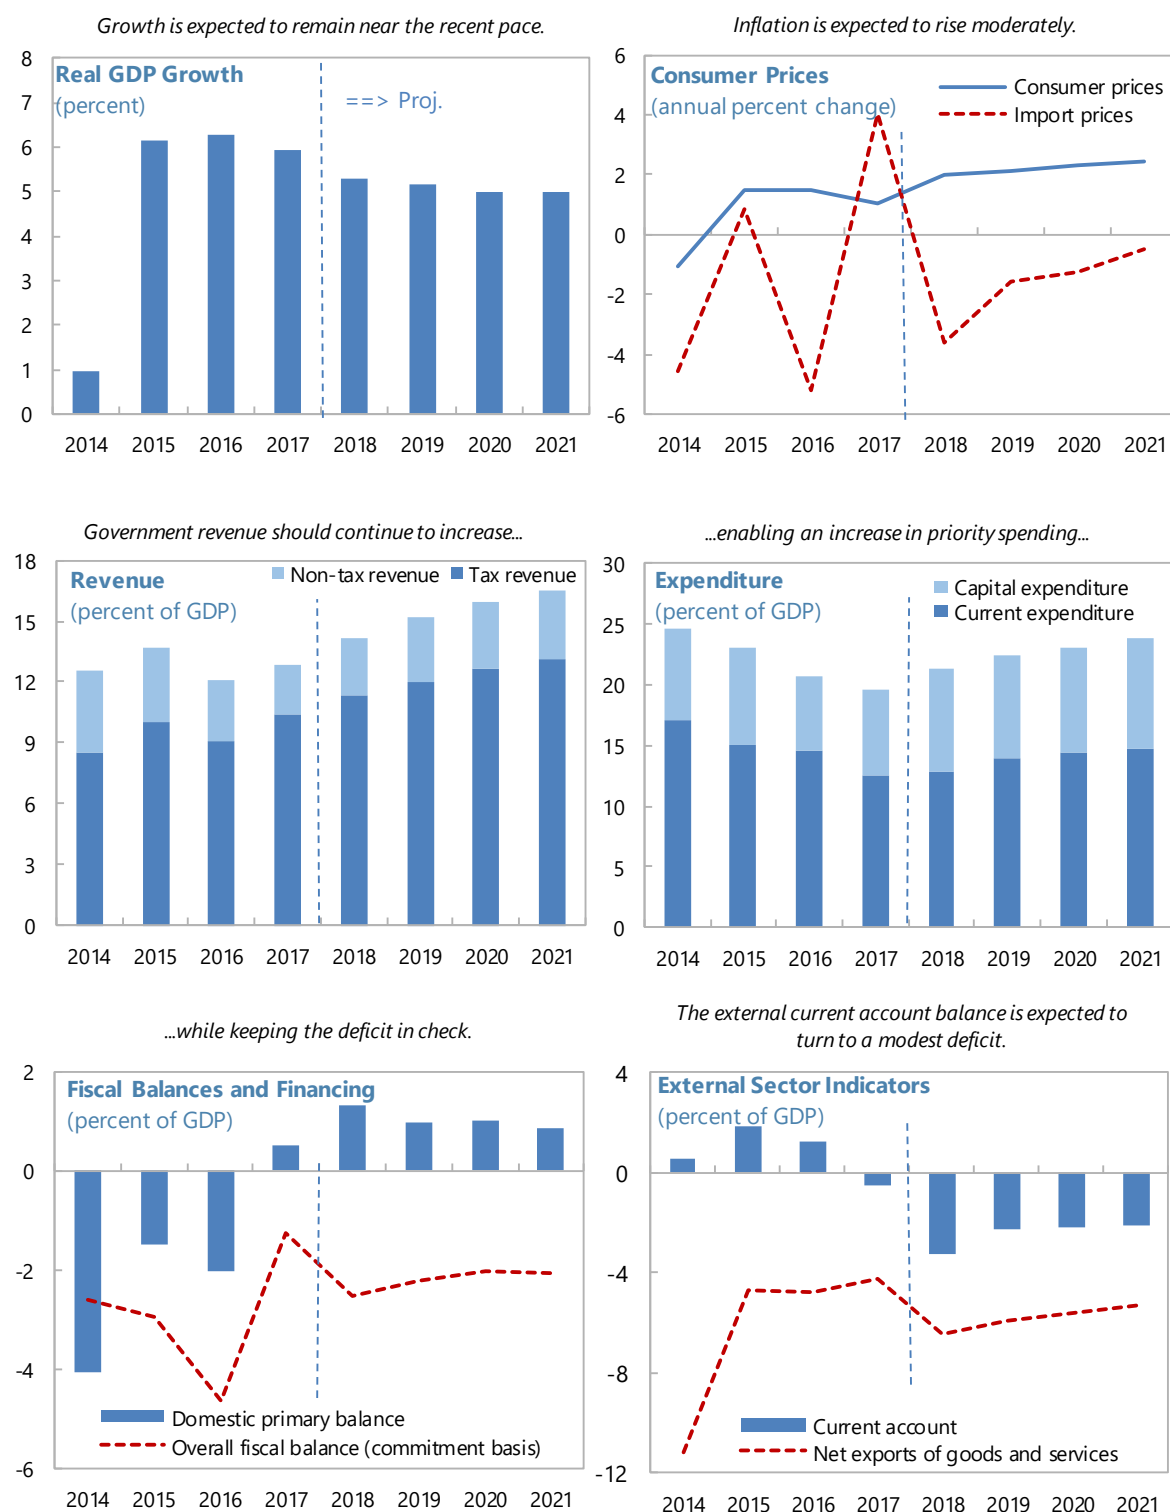 Growth is expected to remain near the recent pace.
Real GDP Growth
(percent)
==> Proj.
8
7
6
5
4
3
2
1
0
2014 2015 2016 2017 2018 2019 2020 2021
Inflation is expected to rise moderately.
Consumer Prices
(annual percent change)
Consumer prices
Import prices
6
4
2
0
-2
-4
-6
2014 2015 2016 2017 2018 2019 2020 2021
Government revenue should continue to increase...
Revenue
(percent of GDP)
Non-tax revenue Tax revenue
18
15
12
9
6
3
0
2014 2015 2016 2017 2018 2019 2020 2021
...enabling an increase in priority spending...
Expenditure
(percent of GDP)
Capital expenditure
Current expenditure
30
25
20
15
10
5
0
2014 2015 2016 2017 2018 2019 2020 2021
...while keeping the deficit in check.
Fiscal Balances and Financing
(percent of GDP)
2
0
-2
-4
-6
Domestic primary balance
Overall fiscal balance (commitment basis)
2014 2015 2016 2017 2018 2019 2020 2021
The external current account balance is expected to
turn to a modest deficit.
External Sector Indicators
(percent of GDP)
4
0
-4
-8
-12
Current account
Net exports of goods and services
2014 2015 2016 2017 2018 2019 2020 2021